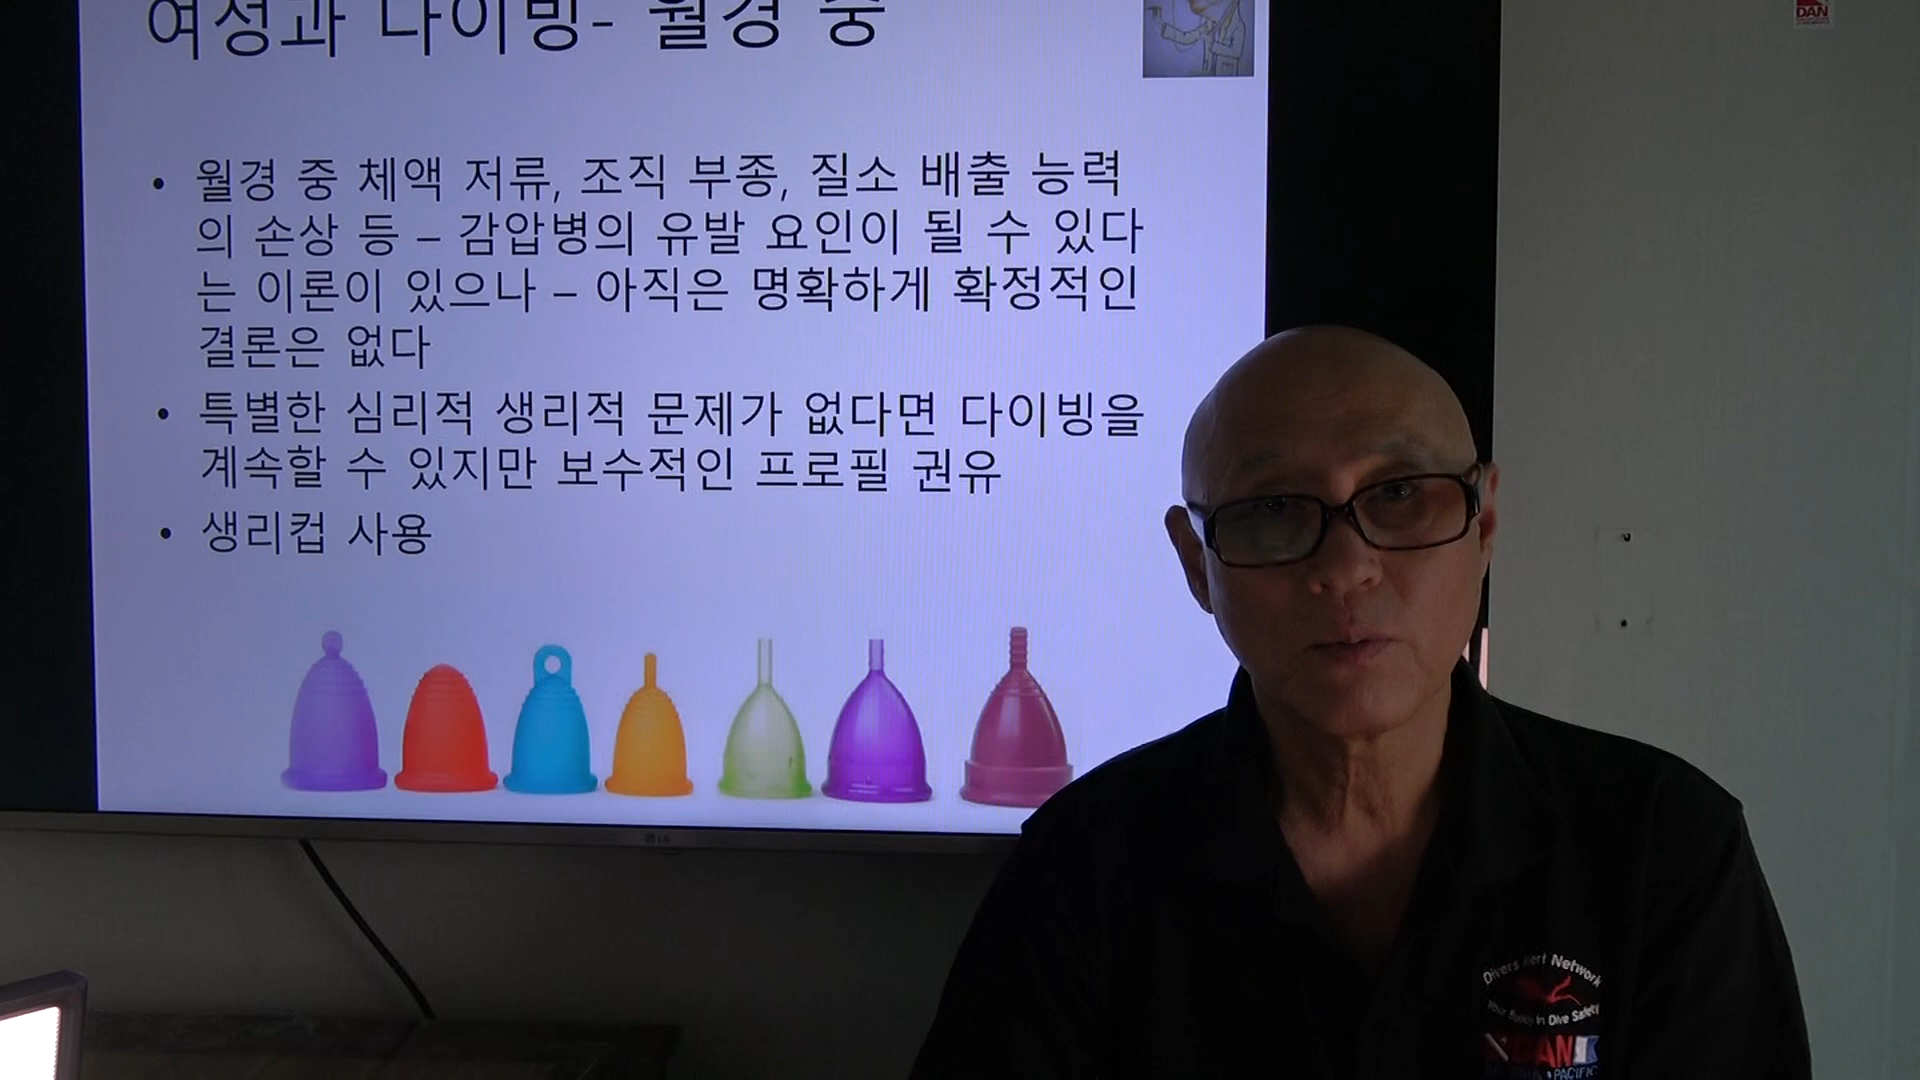 여성과 다이빙- 월경 중
DAN
• 월경 중 체액 저류, 조직 부종, 질소 배출 능력
의 손상 등 – 감압병의 유발 요인이 될 수 있다
는 이론이 있으나 – 아직은 명확하게 확정적인
결론은 없다
• 특별한 심리적 생리적 문제가 없다면 다이빙을
계속할 수 있지만 보수적인 프로필 권유
• 생리컵 사용
LG
Divers Alert Network
Your Buddy In Dive Safety
DAN
PACIFIC